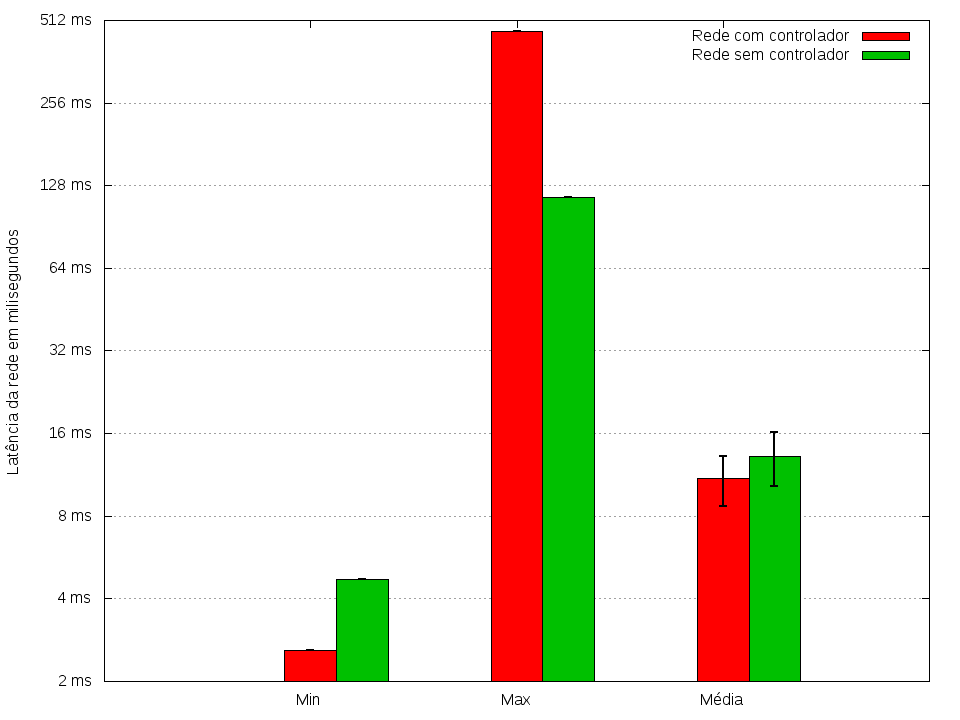 512 ms
256 ms
128 ms
64 ms
32 ms
16 ms
8 ms
4 ms
2 ms
Latência da rede em milisegundos
Rede com controlador
Rede sem controlador
Min
Max
Média